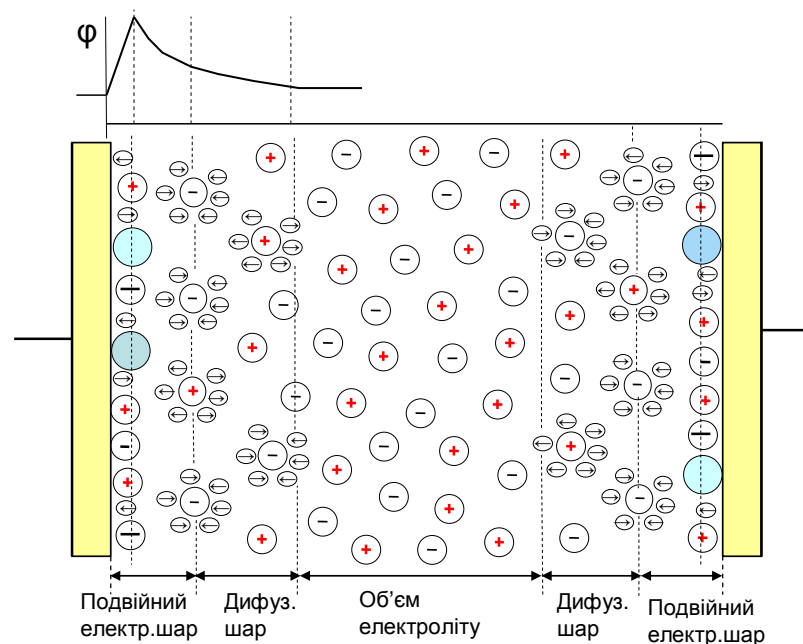 φ
Подвійний
електр.шар
Дифуз.
шар
Об’єм
електроліту
Дифуз.
шар
Подвійний
електр.шар